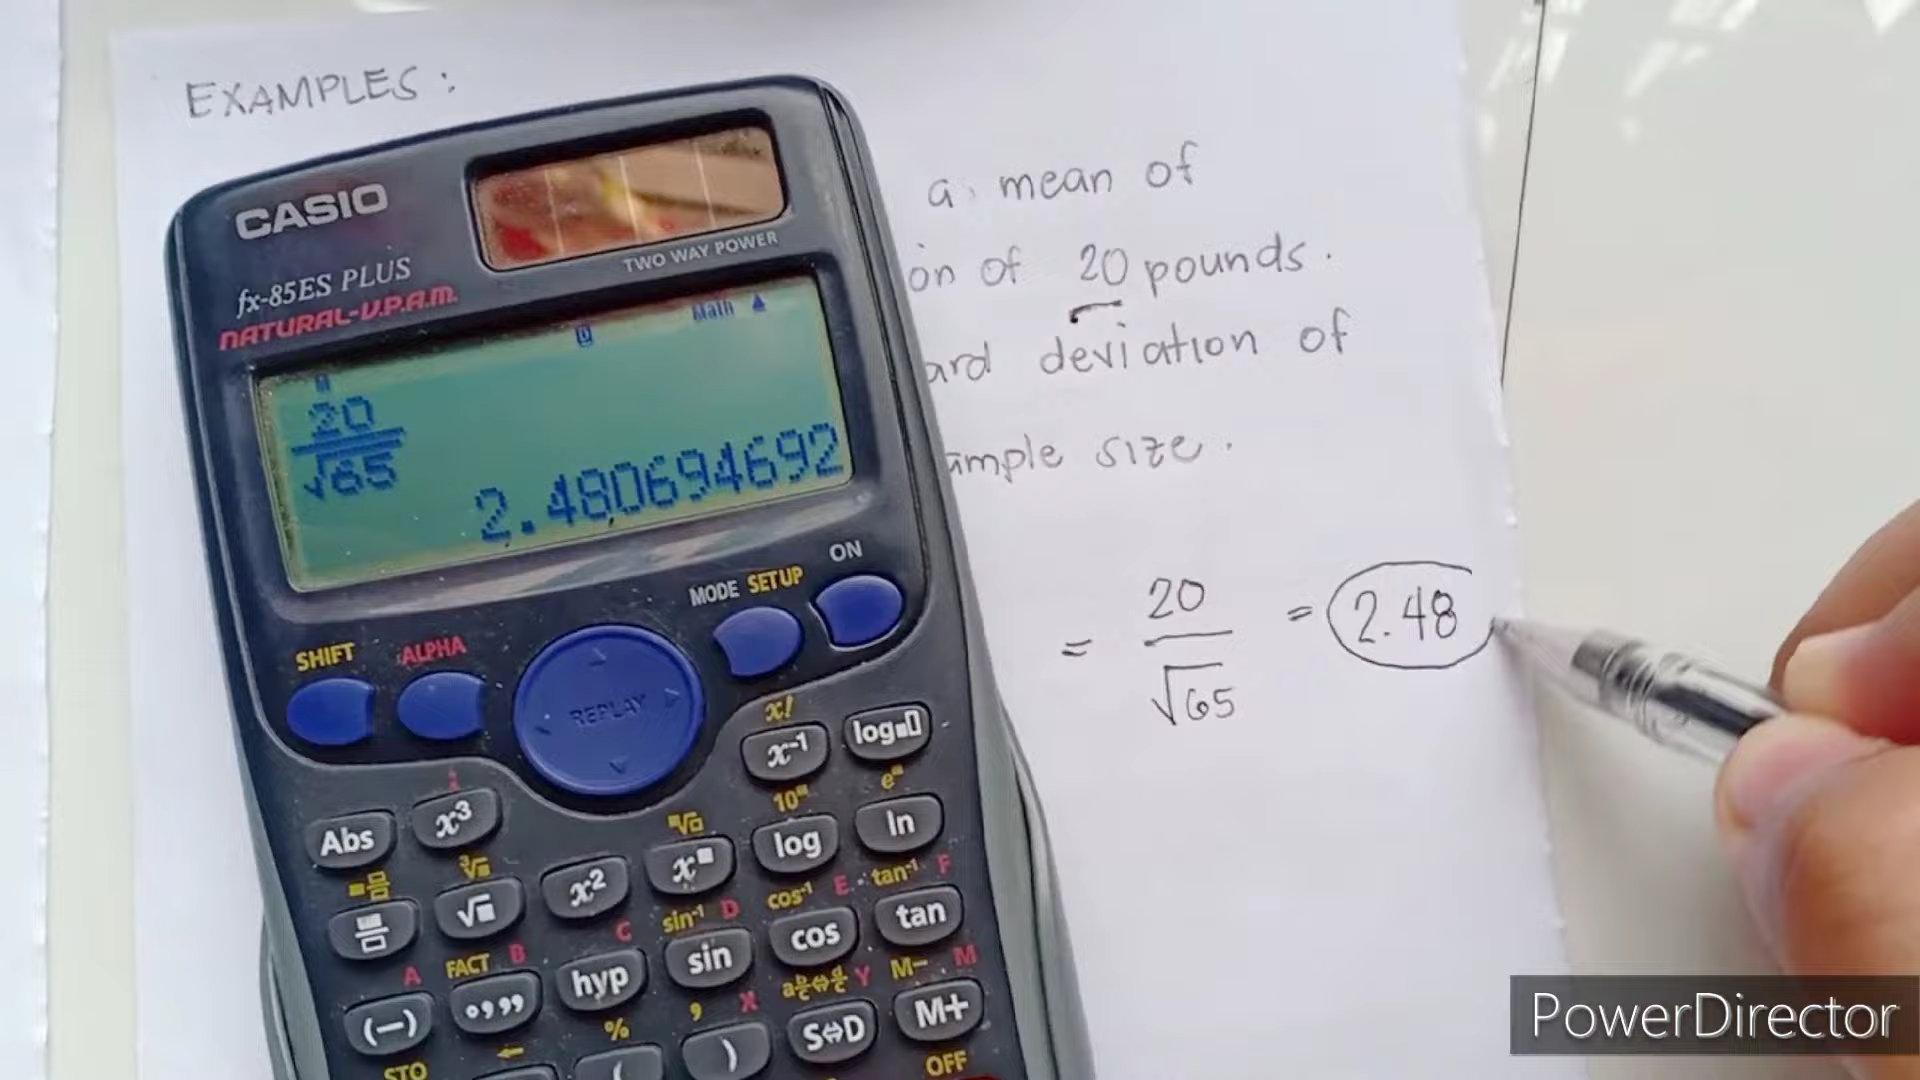 EXAMPLES:
a mean of
on of 20 pounds.
ard deviation of
ample size.
= 20/√65 = 2.48
CASIO
TWO WAY POWER
fx-85ES PLUS
NATURAL-V.P.A.M.
D Math ▲
20
√65
2.480694692
ON
MODE SETUP
SHIFT ALPHA
REPLAY
x!
x⁻¹ log
Abs x³ 10 e
log ln
√ x² x
sin⁻¹ D cos⁻¹ E tan⁻¹ F
A FACT B C
(−) hyp sin cos tan
% , X Y M− M
( ) S⇔D M+
STO OFF
PowerDirector